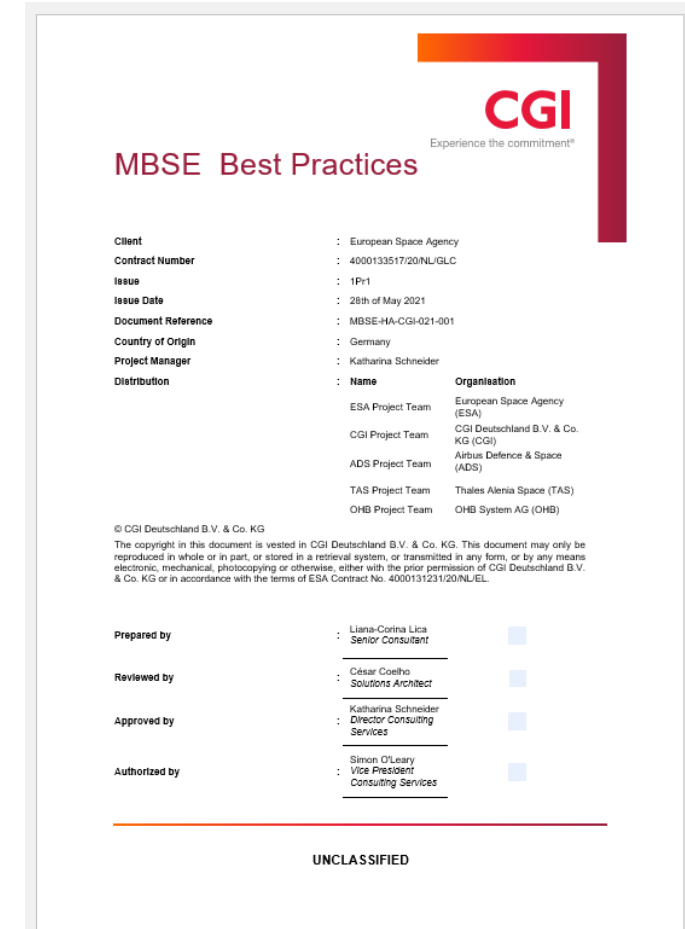 CGI
Experience the commitment®
MBSE Best Practices
Client : European Space Agency
Contract Number : 4000133517/20/NL/GLC
Issue : 1Pr1
Issue Date : 28th of May 2021
Document Reference : MBSE-HA-CGI-021-001
Country of Origin : Germany
Project Manager : Katharina Schneider
Distribution : Name Organisation
ESA Project Team European Space Agency
(ESA)
CGI Project Team CGI Deutschland B.V. & Co.
KG (CGI)
ADS Project Team Airbus Defence & Space
(ADS)
TAS Project Team Thales Alenia Space (TAS)
OHB Project Team OHB System AG (OHB)
© CGI Deutschland B.V. & Co. KG
The copyright in this document is vested in CGI Deutschland B.V. & Co. KG. This document may only be
reproduced in whole or in part, or stored in a retrieval system, or transmitted in any form, or by any means
electronic, mechanical, photocopying or otherwise, either with the prior permission of CGI Deutschland B.V.
& Co. KG or in accordance with the terms of ESA Contract No. 4000131231/20/NL/EL.
Prepared by : Liana-Corina Lica
Senior Consultant
Reviewed by : César Coelho
Solutions Architect
Approved by : Katharina Schneider
Director Consulting
Services
Authorized by : Simon O'Leary
Vice President
Consulting Services
UNCLASSIFIED